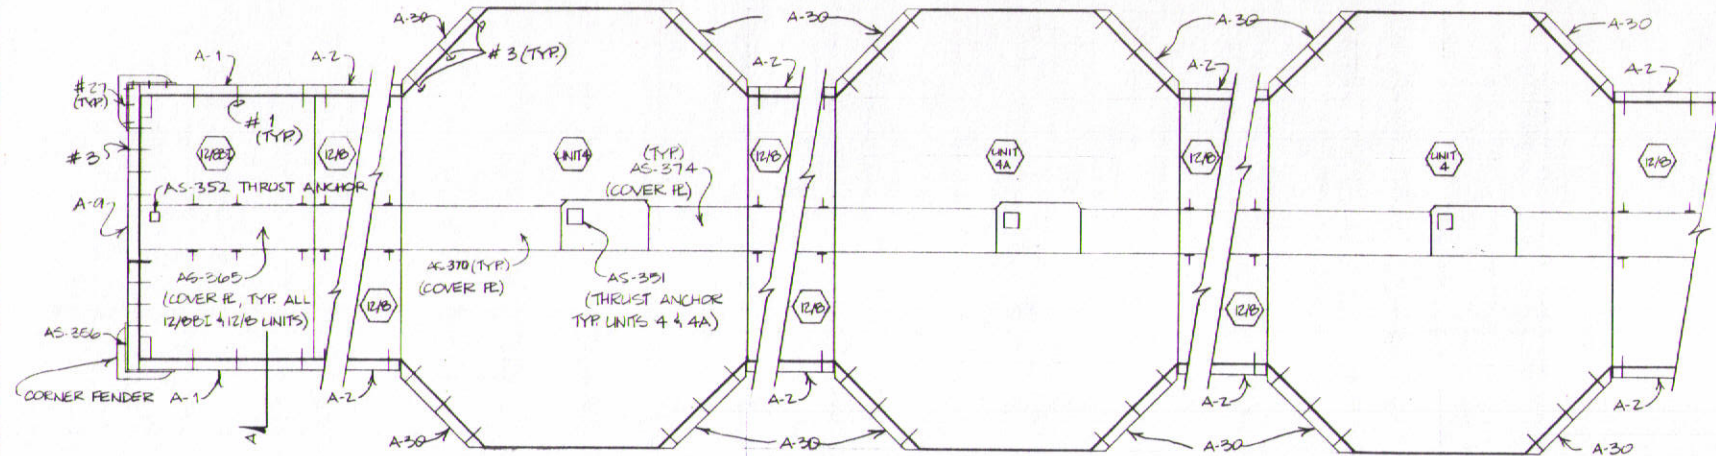 A-30
A-30
A-30
A-30
A-1
A-2
# 3 (TYP.)
A-2
A-2
A-2
#27
(TYP.)
# 1
(TYP.)
#3
12/8BI
12/8
UNIT 4
(TYP.)
AS-374
(COVER PL)
12/8
UNIT
4A
12/8
UNIT
4
12/8
AS-352 THRUST ANCHOR
A-9
AS-365
(COVER PL, TYP. ALL
12/8BI & 12/8 UNITS)
AS-370 (TYP.)
(COVER PL)
AS-351
(THRUST ANCHOR
TYP. UNITS 4 & 4A)
12/8
12/8
12/8
AS-356
CORNER FENDER
A-1
A-2
A-2
A-2
A-2
A
A-30
A-30
A-30
A-30